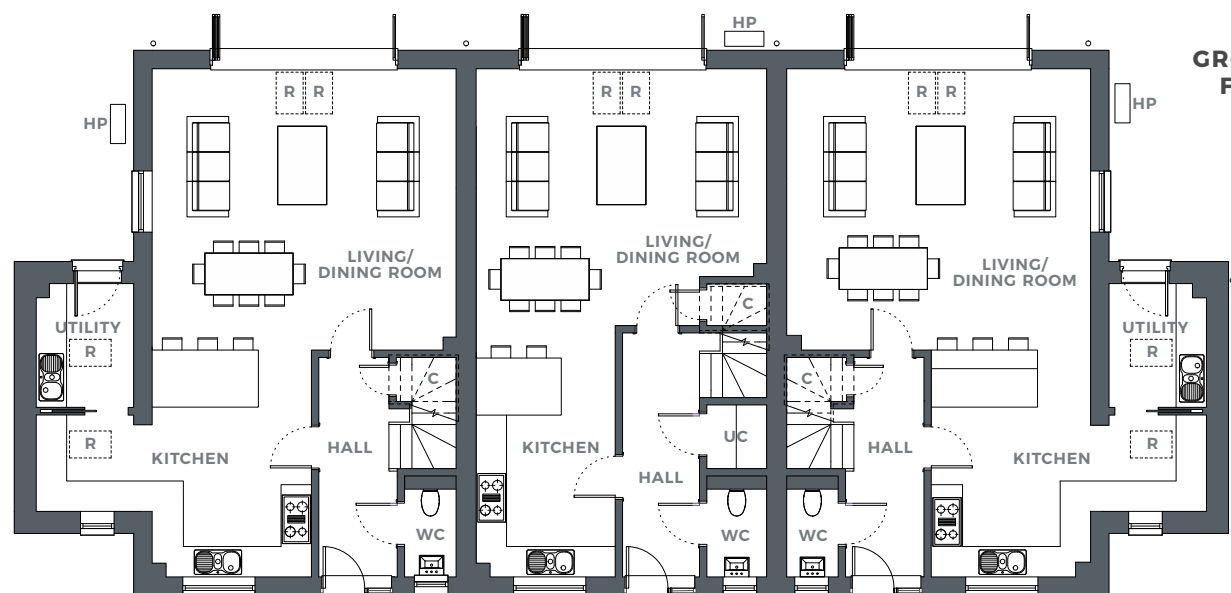 HP
GR
F
R R
R R
R R
HP
HP
LIVING/
DINING ROOM
LIVING/
DINING ROOM
LIVING/
DINING ROOM
C
UTILITY
R
UTILITY
R
C
C
R
KITCHEN
HALL
KITCHEN
UC
HALL
HALL
KITCHEN
R
WC
WC
WC